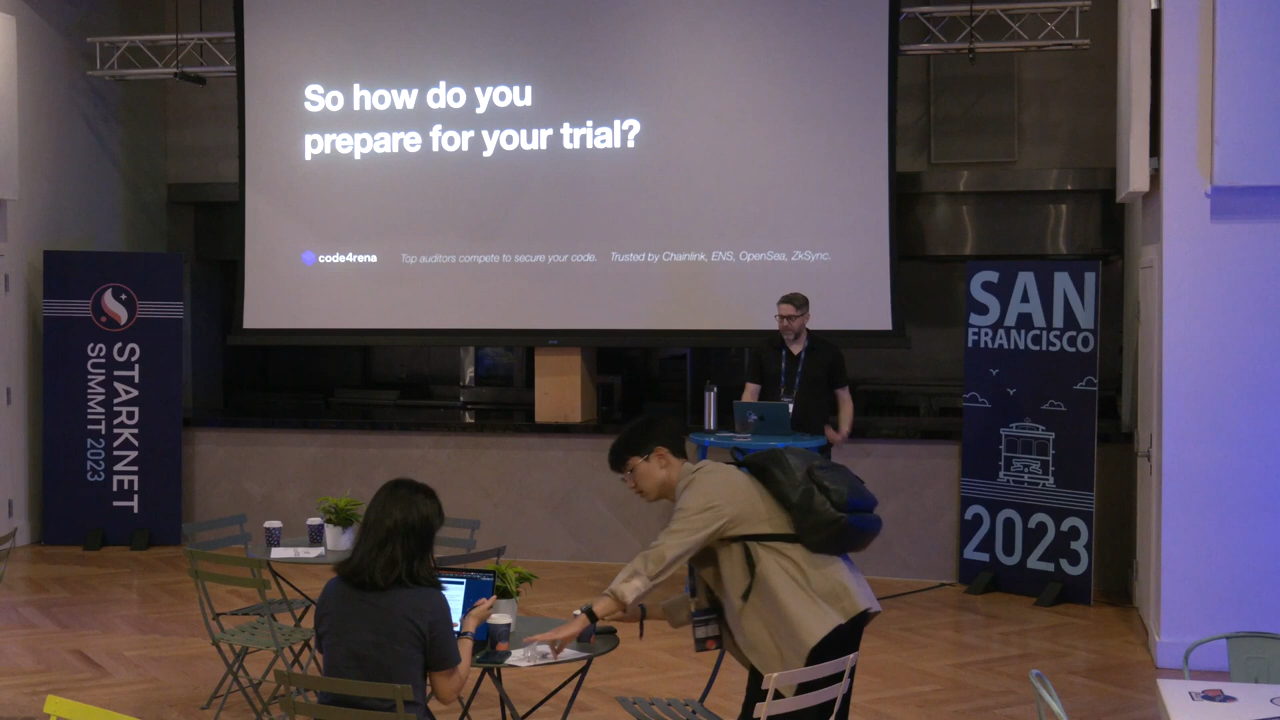 So how do you
prepare for your trial?
code4rena
Top auditors compete to secure your code. Trusted by Chainlink, ENS, OpenSea, ZkSync.
STARKNET
SUMMIT 2023
SAN
FRANCISCO
2023